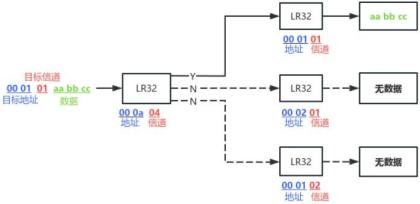 LR32
aa bb cc
00 01 01
地址 信道
Y
目标信道
00 01 01 aa bb cc
目标地址 数据
LR32
N
N
00 0a 04
地址 信道
LR32
无数据
00 02 01
地址 信道
LR32
无数据
00 01 02
地址 信道